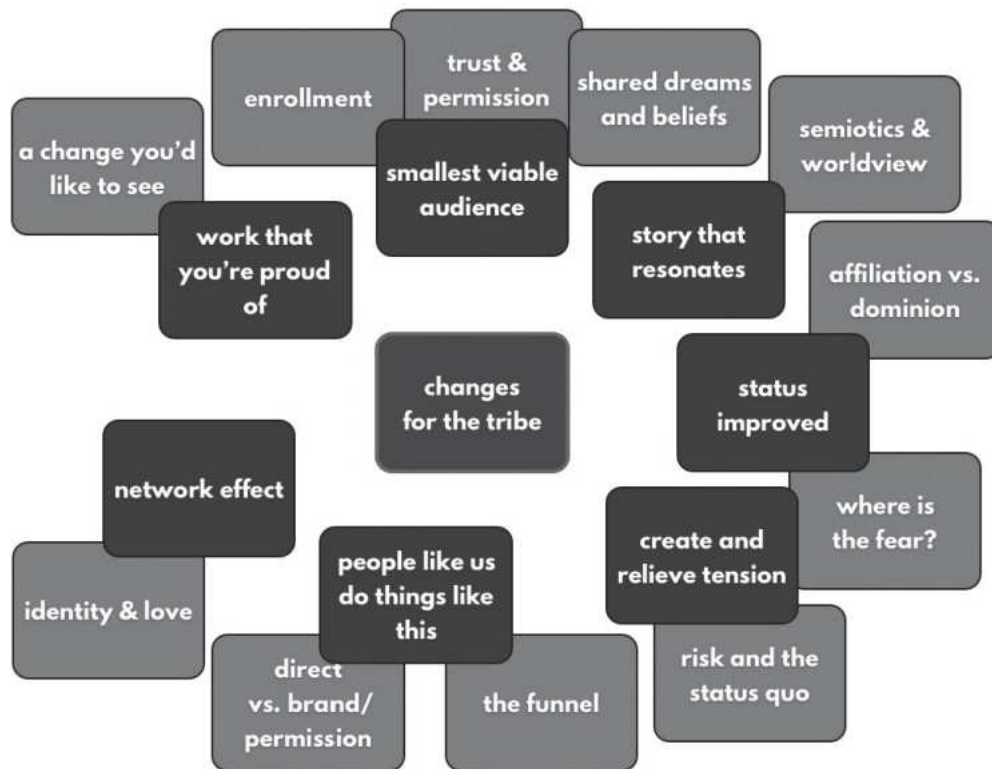 trust &
permission
enrollment
shared dreams
and beliefs
semiotics &
worldview
a change you'd
like to see
smallest viable
audience
work that
you're proud
of
story that
resonates
affiliation vs.
dominion
changes
for the tribe
status
improved
network effect
where is
the fear?
create and
relieve tension
people like us
do things like
this
identity & love
direct
vs. brand/
permission
the funnel
risk and the
status quo